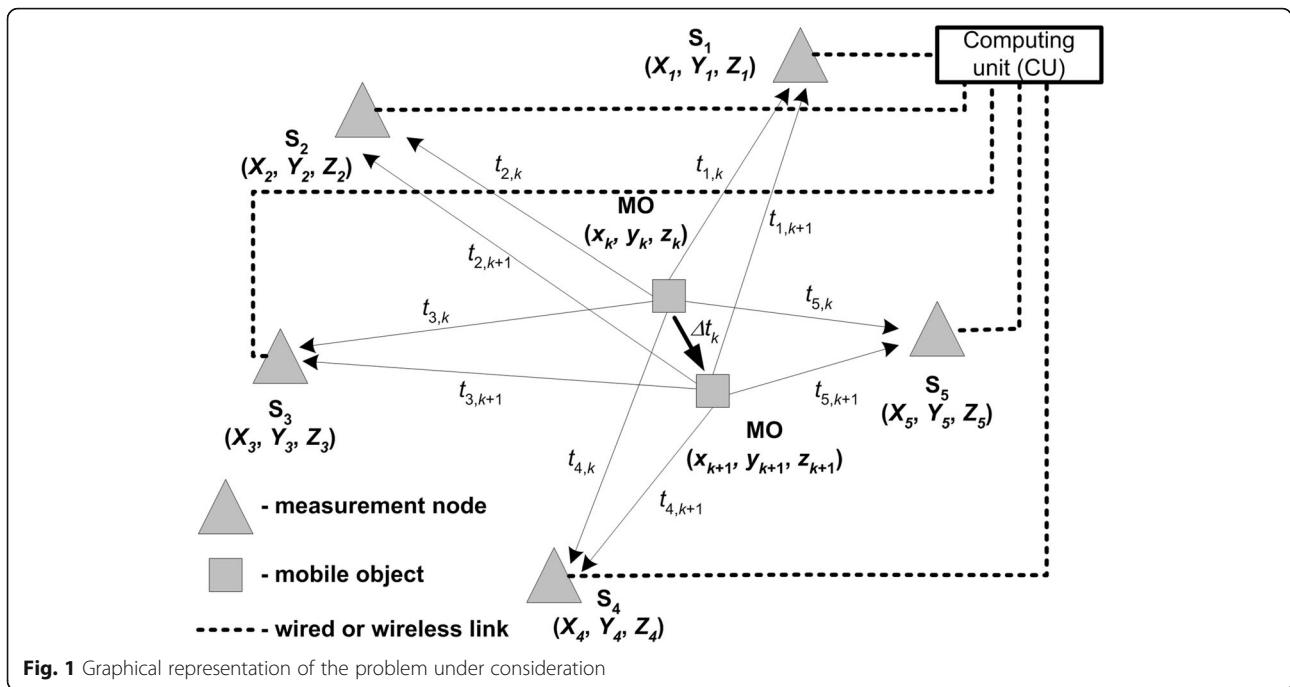 S₁
(X₁, Y₁, Z₁)
Computing
unit (CU)
S₂
(X₂, Y₂, Z₂)
t₂,ₖ
t₁,ₖ
MO
(xₖ, yₖ, zₖ)
t₁,ₖ₊₁
t₂,ₖ₊₁
t₃,ₖ
t₅,ₖ
Δtₖ
t₃,ₖ₊₁
t₅,ₖ₊₁
S₃
(X₃, Y₃, Z₃)
S₅
(X₅, Y₅, Z₅)
MO
(xₖ₊₁, yₖ₊₁, zₖ₊₁)
t₄,ₖ
t₄,ₖ₊₁
- measurement node
- mobile object
S₄
(X₄, Y₄, Z₄)
- wired or wireless link
Fig. 1 Graphical representation of the problem under consideration